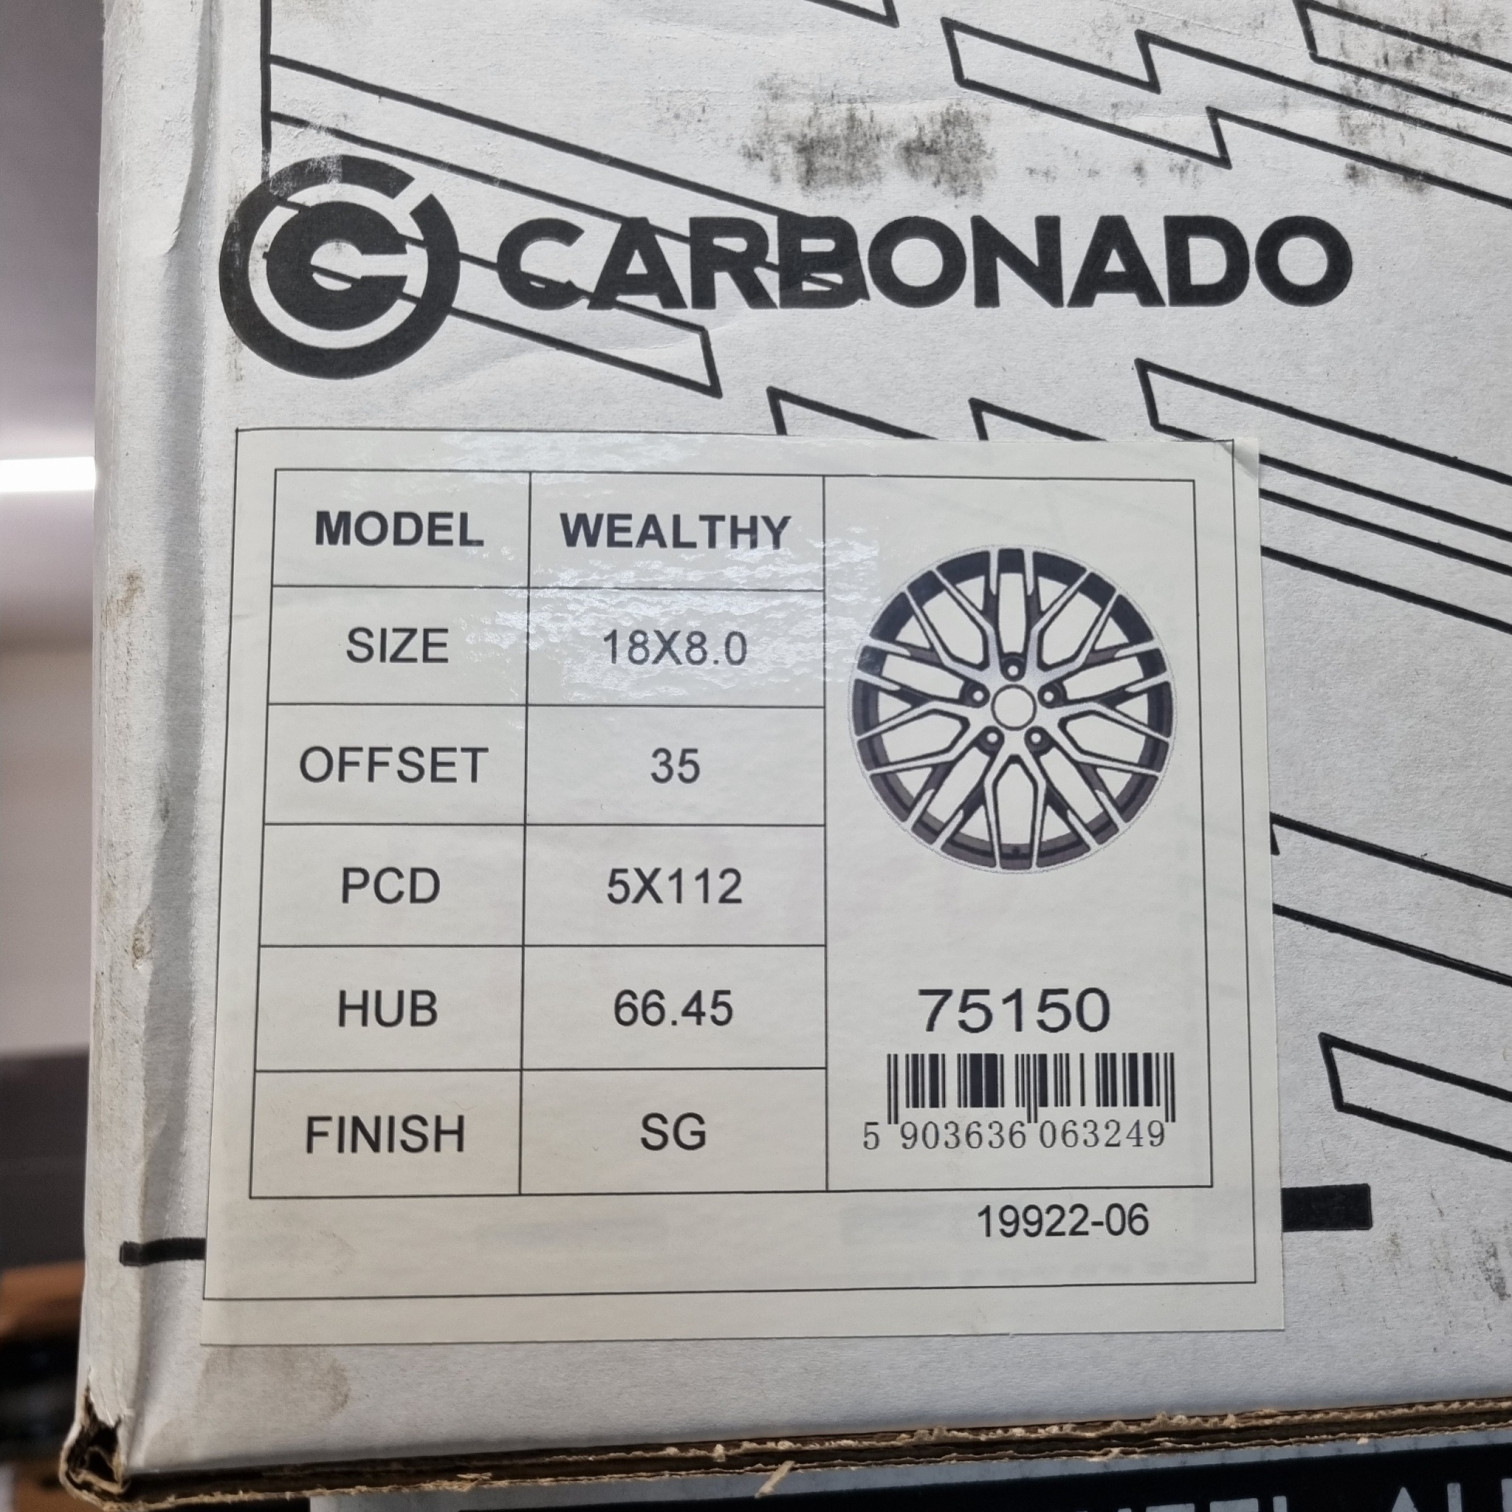 CARBONADO
MODEL WEALTHY
SIZE 18X8.0
OFFSET 35
PCD 5X112
HUB 66.45
FINISH SG
75150
5 903636 063249
19922-06